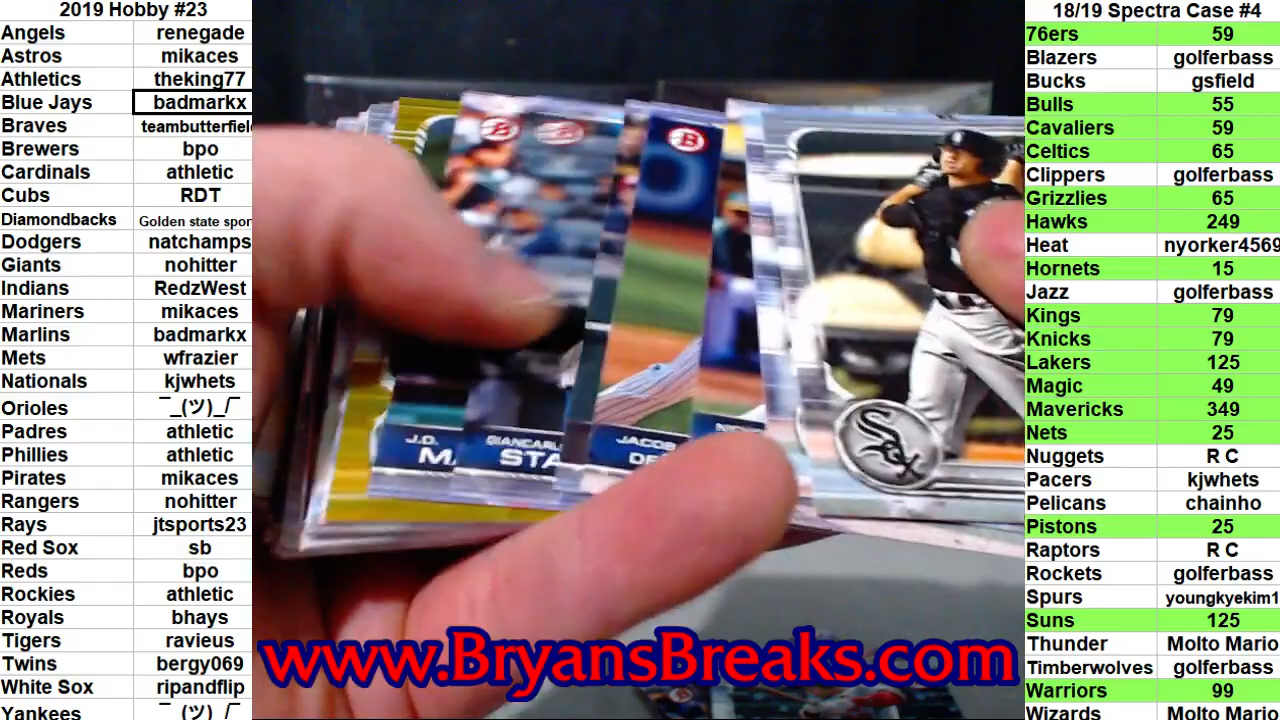 2019 Hobby #23
Angels renegade
Astros mikaces
Athletics theking77
Blue Jays badmarkx
Braves teambutterfiel
Brewers bpo
Cardinals athletic
Cubs RDT
Diamondbacks Golden state spor
Dodgers natchamps
Giants nohitter
Indians RedzWest
Mariners mikaces
Marlins badmarkx
Mets wfrazier
Nationals kjwhets
Orioles ¯_(ツ)_/¯
Padres athletic
Phillies athletic
Pirates mikaces
Rangers nohitter
Rays jtsports23
Red Sox sb
Reds bpo
Rockies athletic
Royals bhays
Tigers ravieus
Twins bergy069
White Sox ripandflip
Yankees ¯_(ツ)_/¯
B
B
B
J.D.
MA
GIANCARL
STA
JACOB
DE
Sox
www.BryansBreaks.com
18/19 Spectra Case #4
76ers 59
Blazers golferbass
Bucks gsfield
Bulls 55
Cavaliers 59
Celtics 65
Clippers golferbass
Grizzlies 65
Hawks 249
Heat nyorker4569
Hornets 15
Jazz golferbass
Kings 79
Knicks 79
Lakers 125
Magic 49
Mavericks 349
Nets 25
Nuggets R C
Pacers kjwhets
Pelicans chainho
Pistons 25
Raptors R C
Rockets golferbass
Spurs youngkyekim1
Suns 125
Thunder Molto Mario
Timberwolves golferbass
Warriors 99
Wizards Molto Mario